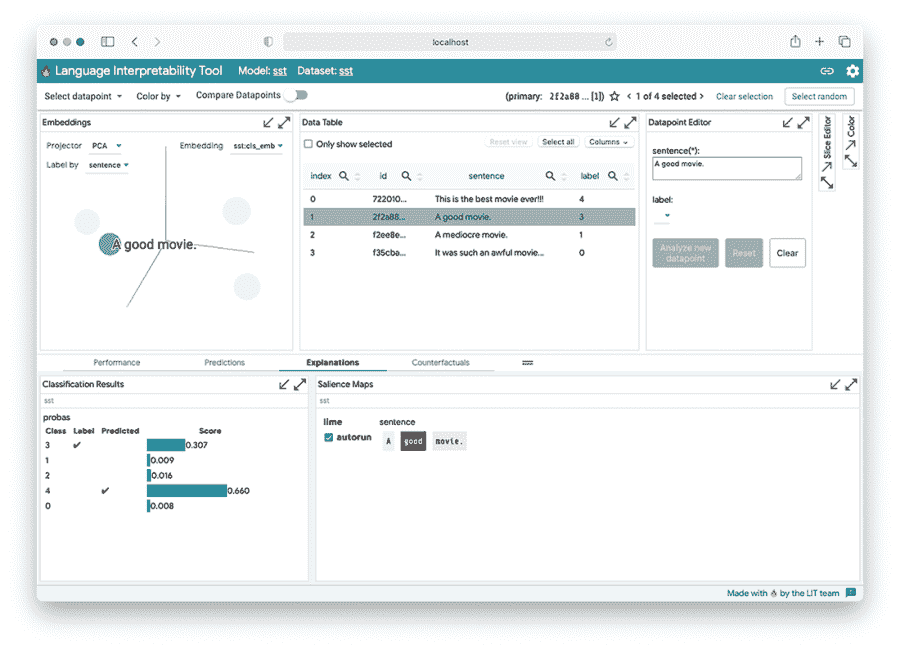 localhost
Language Interpretability Tool Model: sst Dataset: sst
Select datapoint Color by Compare Datapoints (primary: 2f2a88 ... [1]) < 1 of 4 selected > Clear selection Select random
Embeddings
Projector PCA Embedding sst:cls_emb
Label by sentence
A good movie.
Data Table
Only show selected Reset view Select all Columns
index id sentence label
0 722010... This is the best movie ever!!! 4
1 2f2a88... A good movie. 3
2 f2ee8e... A mediocre movie. 1
3 f35cba... It was such an awful movie... 0
Datapoint Editor
sentence(*):
A good movie.
label:
Analyze new
datapoint
Reset
Clear
Slice Editor
Color
Performance Predictions Explanations Counterfactuals
Classification Results
sst
probas
Class Label Predicted Score
3 ✔ 0.307
1 0.009
2 0.016
4 ✔ 0.660
0 0.008
Salience Maps
sst
lime sentence
autorun A good movie.
Made with by the LIT team